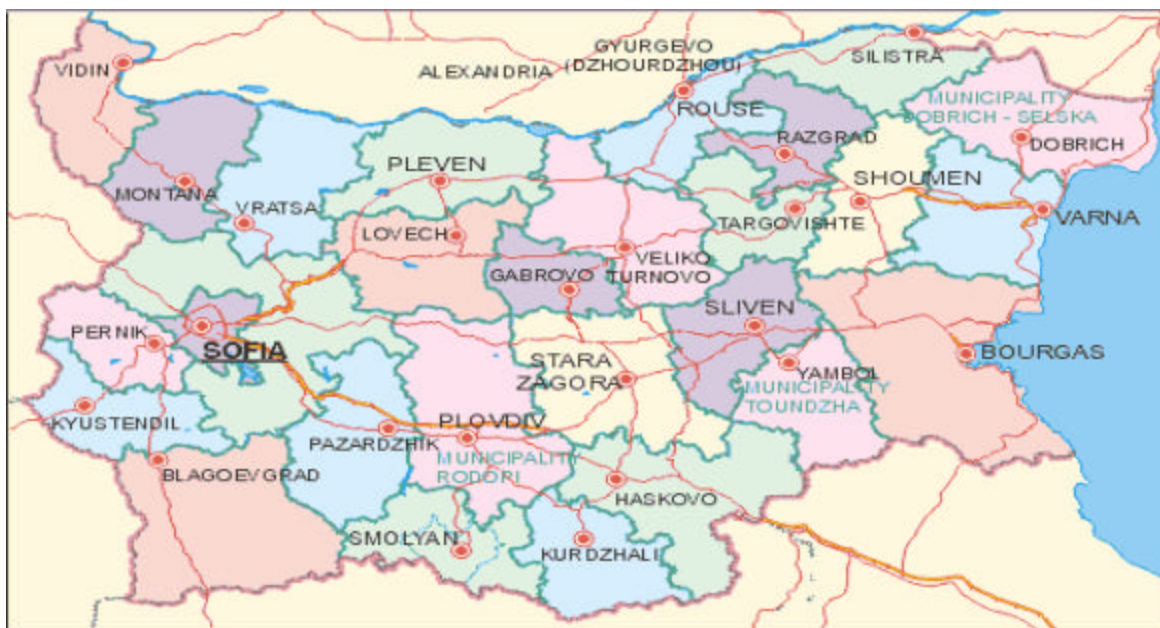 GYURGEVO
(DZHOURDZHOU)
ALEXANDRIA
VIDIN
SILISTRA
ROUSE
MUNICIPALITY
DOBRICH - SELSKA
DOBRICH
RAZGRAD
PLEVEN
MONTANA
VRATSA
LOVECH
SHOUMEN
TARGOVISHTE
VARNA
VELIKO
TURNOVO
GABROVO
SLIVEN
PERNIK
SOFIA
STARA
ZAGORA
BOURGAS
YAMBOL
MUNICIPALITY
TOUNDZHA
KYUSTENDIL
PAZARDZHIK
PLOVDIV
MUNICIPALITY
RODORI
BLAGOEVGRAD
HASKOVO
SMOLYAN
KURDZHALI